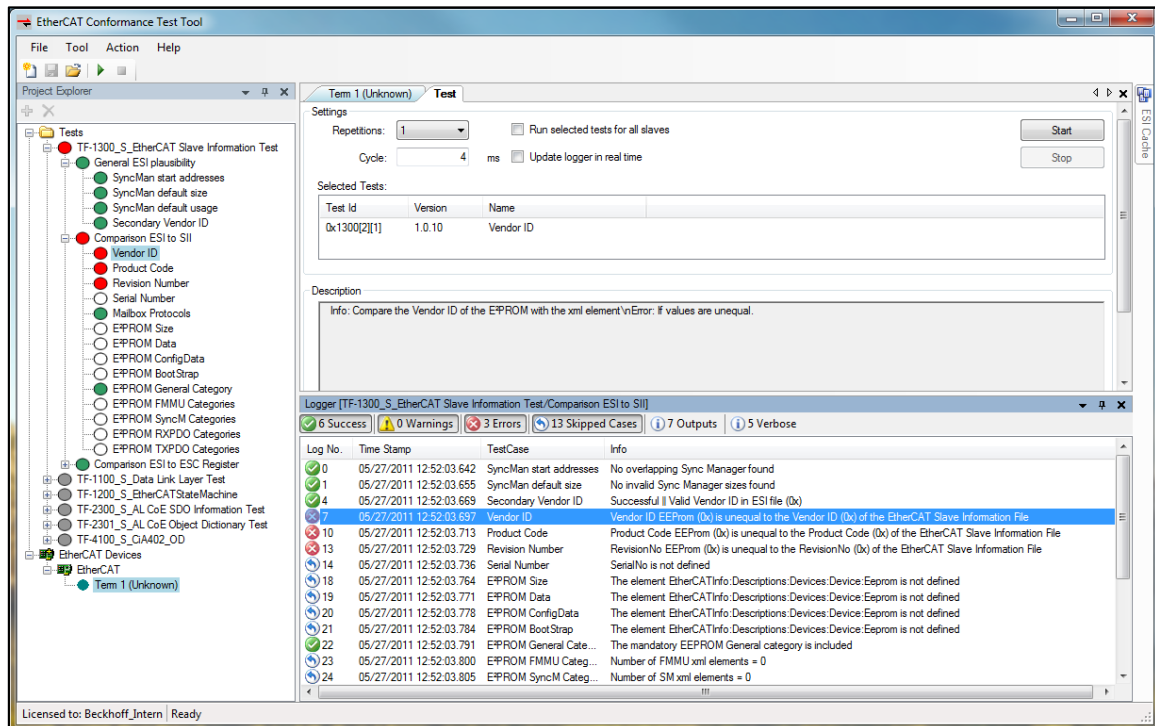 EtherCAT Conformance Test Tool
File Tool Action Help
Project Explorer
Tests
TF-1300_S_EtherCAT Slave Information Test
General ESI plausibility
SyncMan start addresses
SyncMan default size
SyncMan default usage
Secondary Vendor ID
Comparison ESI to SII
Vendor ID
Product Code
Revision Number
Serial Number
Mailbox Protocols
E²PROM Size
E²PROM Data
E²PROM ConfigData
E²PROM BootStrap
E²PROM General Category
E²PROM FMMU Categories
E²PROM SyncM Categories
E²PROM RXPDO Categories
E²PROM TXPDO Categories
Comparison ESI to ESC Register
TF-1100_S_Data Link Layer Test
TF-1200_S_EtherCATStateMachine
TF-2300_S_AL CoE SDO Information Test
TF-2301_S_AL CoE Object Dictionary Test
TF-4100_S_CiA402_OD
EtherCAT Devices
EtherCAT
Term 1 (Unknown)
Term 1 (Unknown) Test
Settings
Repetitions: 1 Run selected tests for all slaves Start
Cycle: 4 ms Update logger in real time Stop
Selected Tests:
Test Id Version Name
0x1300[2][1] 1.0.10 Vendor ID
Description
Info: Compare the Vendor ID of the E²PROM with the xml element\nError: If values are unequal.
ESI Cache
Logger [TF-1300_S_EtherCAT Slave Information Test/Comparison ESI to SII]
6 Success 0 Warnings 3 Errors 13 Skipped Cases 7 Outputs 5 Verbose
Log No. Time Stamp TestCase Info
0 05/27/2011 12:52:03.642 SyncMan start addresses No overlapping Sync Manager found
1 05/27/2011 12:52:03.655 SyncMan default size No invalid Sync Manager sizes found
4 05/27/2011 12:52:03.669 Secondary Vendor ID Successful || Valid Vendor ID in ESI file (0x)
7 05/27/2011 12:52:03.697 Vendor ID Vendor ID EEProm (0x) is unequal to the Vendor ID (0x) of the EtherCAT Slave Information File
10 05/27/2011 12:52:03.713 Product Code Product Code EEProm (0x) is unequal to the Product Code (0x) of the EtherCAT Slave Information File
13 05/27/2011 12:52:03.729 Revision Number RevisionNo EEProm (0x) is unequal to the RevisionNo (0x) of the EtherCAT Slave Information File
14 05/27/2011 12:52:03.736 Serial Number SerialNo is not defined
18 05/27/2011 12:52:03.764 E²PROM Size The element EtherCATInfo:Descriptions:Devices:Device:Eeprom is not defined
19 05/27/2011 12:52:03.771 E²PROM Data The element EtherCATInfo:Descriptions:Devices:Device:Eeprom is not defined
20 05/27/2011 12:52:03.778 E²PROM ConfigData The element EtherCATInfo:Descriptions:Devices:Device:Eeprom is not defined
21 05/27/2011 12:52:03.784 E²PROM BootStrap The element EtherCATInfo:Descriptions:Devices:Device:Eeprom is not defined
22 05/27/2011 12:52:03.791 E²PROM General Cate... The mandatory EEPROM General category is included
23 05/27/2011 12:52:03.800 E²PROM FMMU Categ... Number of FMMU xml elements = 0
24 05/27/2011 12:52:03.805 E²PROM SyncM Categ... Number of SM xml elements = 0
Licensed to: Beckhoff_Intern Ready